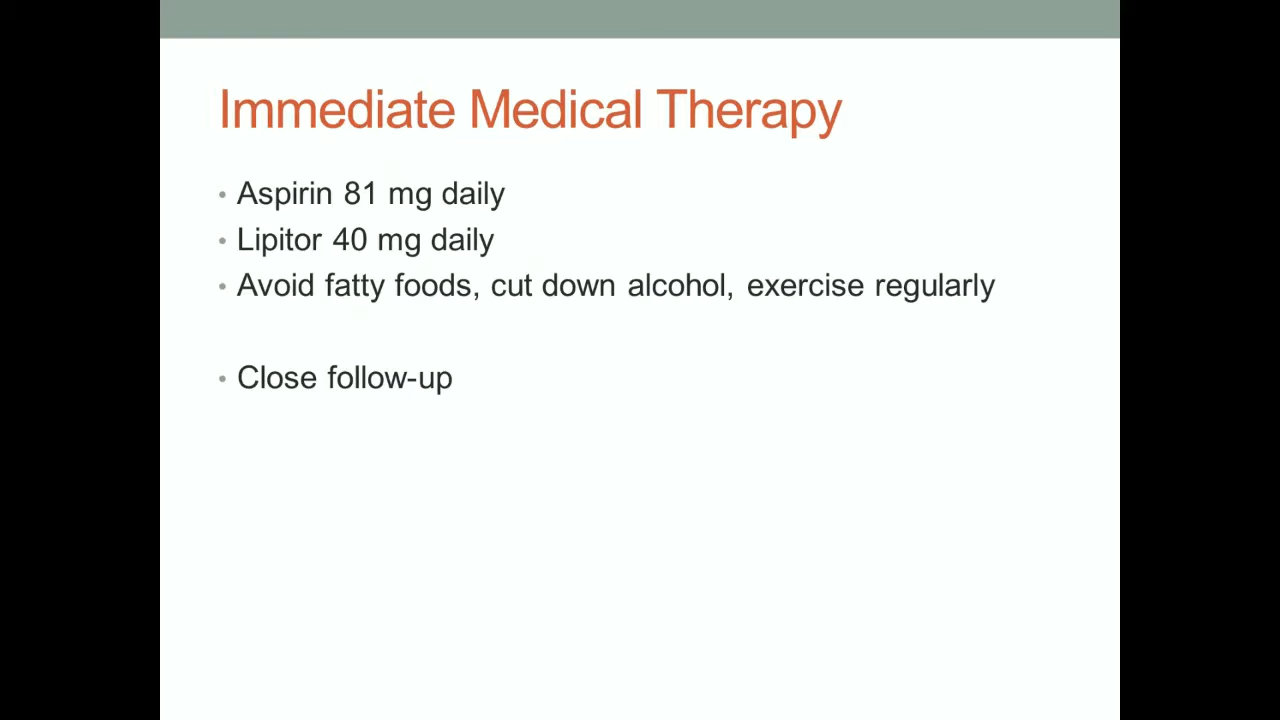 Immediate Medical Therapy
• Aspirin 81 mg daily
• Lipitor 40 mg daily
• Avoid fatty foods, cut down alcohol, exercise regularly
• Close follow-up